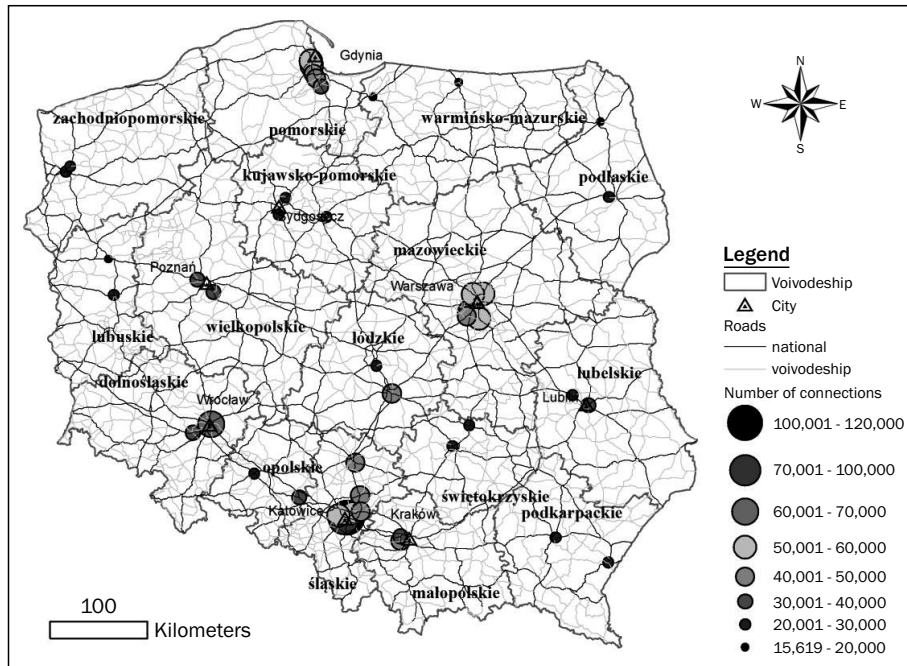 Gdynia
zachodniopomorskie
pomorskie
warmińsko-mazurskie
kujawsko-pomorskie
podlaskie
Bydgoszcz
mazowieckie
Poznań
Warszawa
wielkopolskie
lubuskie
łódzkie
lubelskie
dolnośląskie
Lublin
Wrocław
opolskie
świętokrzyskie
Katowice
Kraków
podkarpackie
śląskie
małopolskie
100
Kilometers
N
W E
S
Legend
Voivodeship
City
Roads
national
voivodeship
Number of connections
100,001 - 120,000
70,001 - 100,000
60,001 - 70,000
50,001 - 60,000
40,001 - 50,000
30,001 - 40,000
20,001 - 30,000
15,619 - 20,000